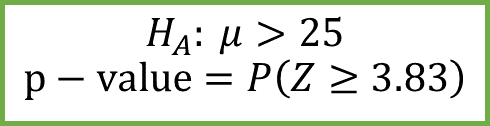 H_A: μ > 25
p − value = P(Z ≥ 3.83)